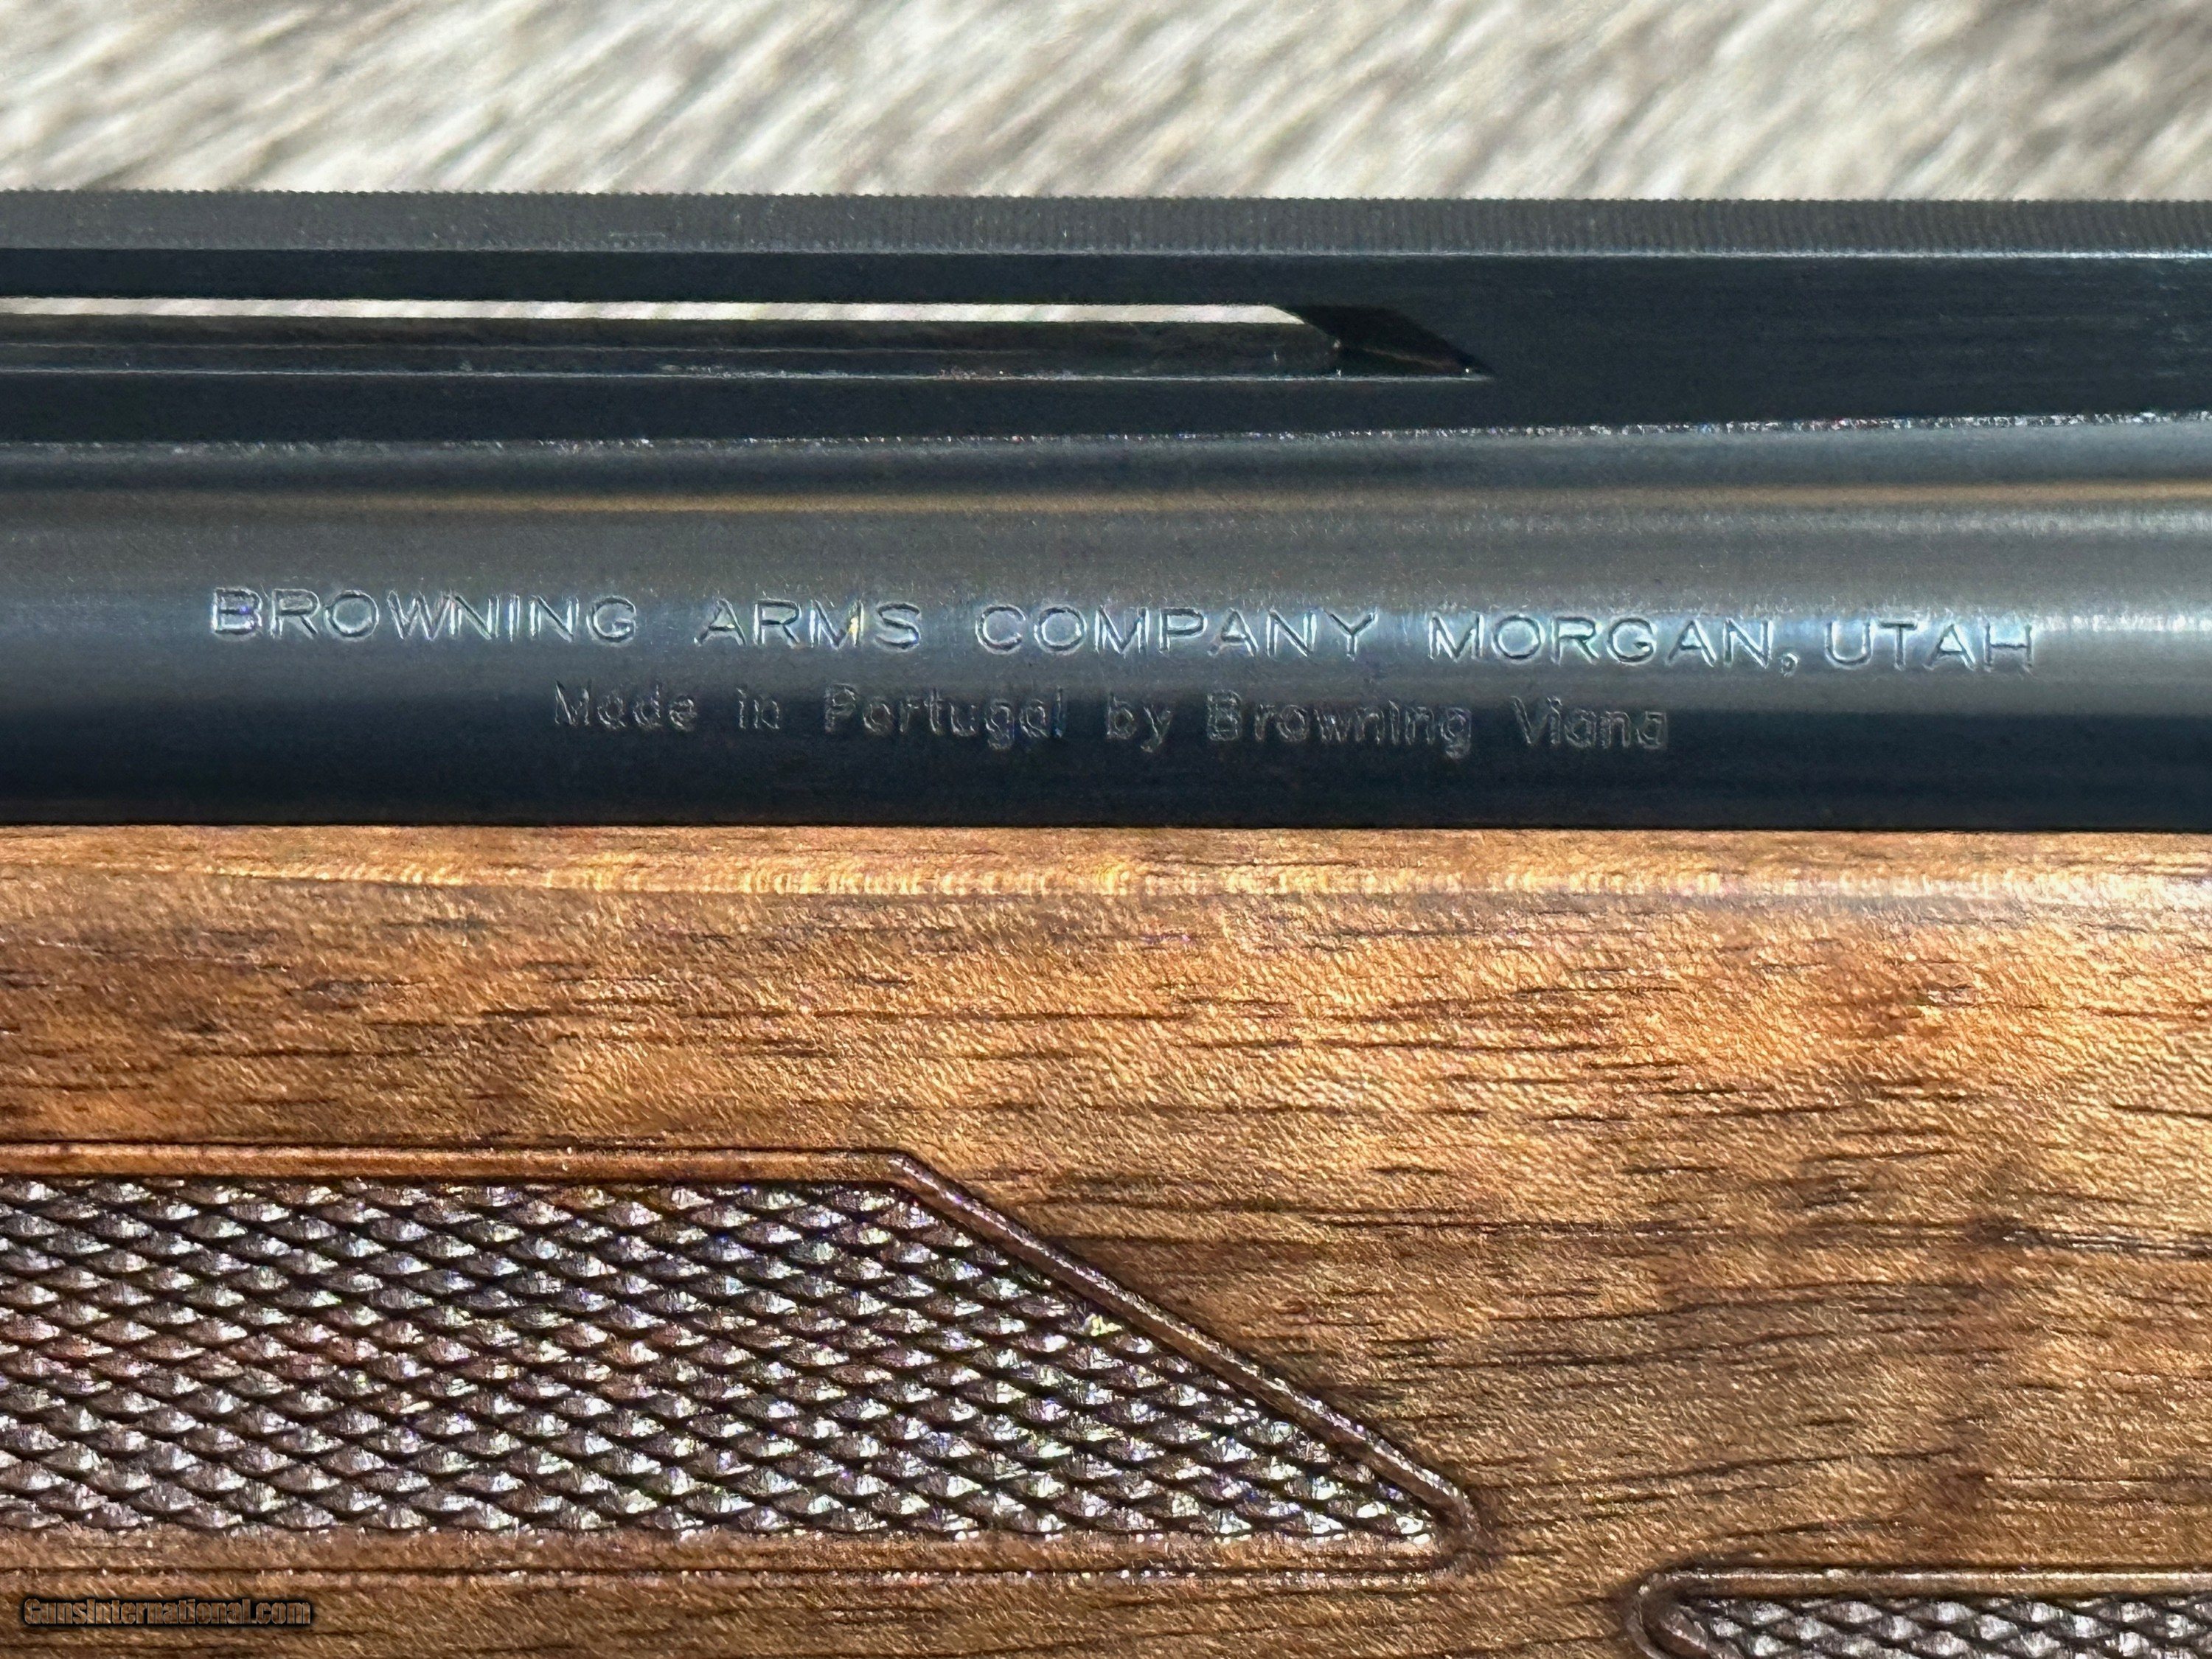 BROWNING ARMS COMPANY MORGAN, UTAH
Made in Portugal by Browning Viana
GunsInternational.com